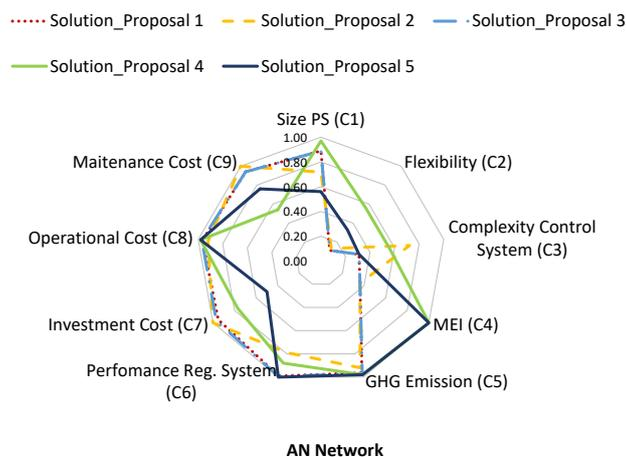 Solution_Proposal 1
Solution_Proposal 2
Solution_Proposal 3
Solution_Proposal 4
Solution_Proposal 5
Size PS (C1)
1.00
0.80
0.60
0.40
0.20
0.00
Flexibility (C2)
Complexity Control
System (C3)
MEI (C4)
GHG Emission (C5)
Perfomance Reg. System
(C6)
Investment Cost (C7)
Operational Cost (C8)
Maitenance Cost (C9)
AN Network